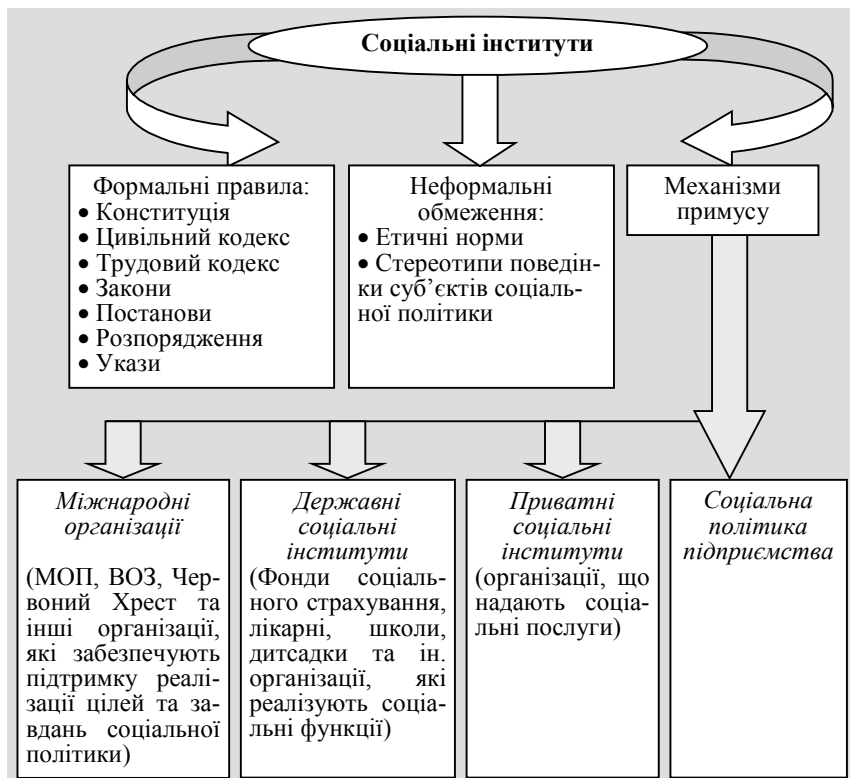 Соціальні інститути
Формальні правила:
• Конституція
• Цивільний кодекс
• Трудовий кодекс
• Закони
• Постанови
• Розпорядження
• Укази
Неформальні
обмеження:
• Етичні норми
• Стереотипи поведін-
ки суб’єктів соціаль-
ної політики
Механізми
примусу
Міжнародні
організації
(МОП, ВОЗ, Чер-
воний Хрест та
інші організації,
які забезпечують
підтримку реалі-
зації цілей та за-
вдань соціальної
політики)
Державні
соціальні
інститути
(Фонди соціаль-
ного страхування,
лікарні, школи,
дитсадки та ін.
організації, які
реалізують соціа-
льні функції)
Приватні
соціальні
інститути
(організації, що
надають соці-
альні послуги)
Соціальна
політика
підприємства